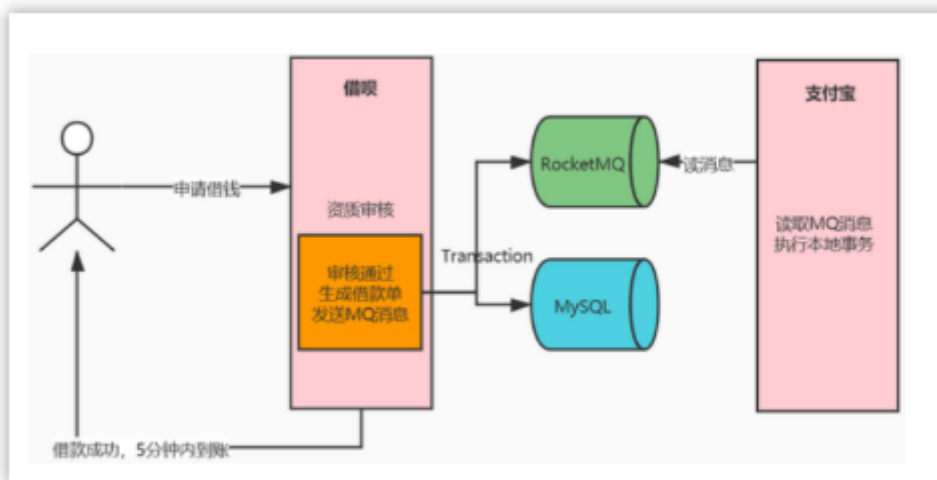 借呗
支付宝
RocketMQ
读消息
申请借钱
资质审核
读取MQ消息
执行本地事务
Transaction
审核通过
生成借款单
发送MQ消息
MySQL
借款成功，5分钟内到账